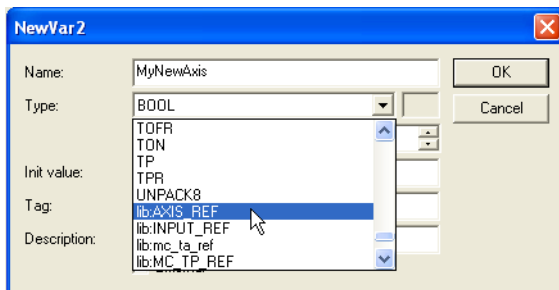 NewVar2
Name:
MyNewAxis
OK
Type:
BOOL
Cancel
TOFR
TON
TP
TPR
Init value:
UNPACK8
lib:AXIS_REF
Tag:
lib:INPUT_REF
Description:
lib:mc_ta_ref
lib:MC_TP_REF